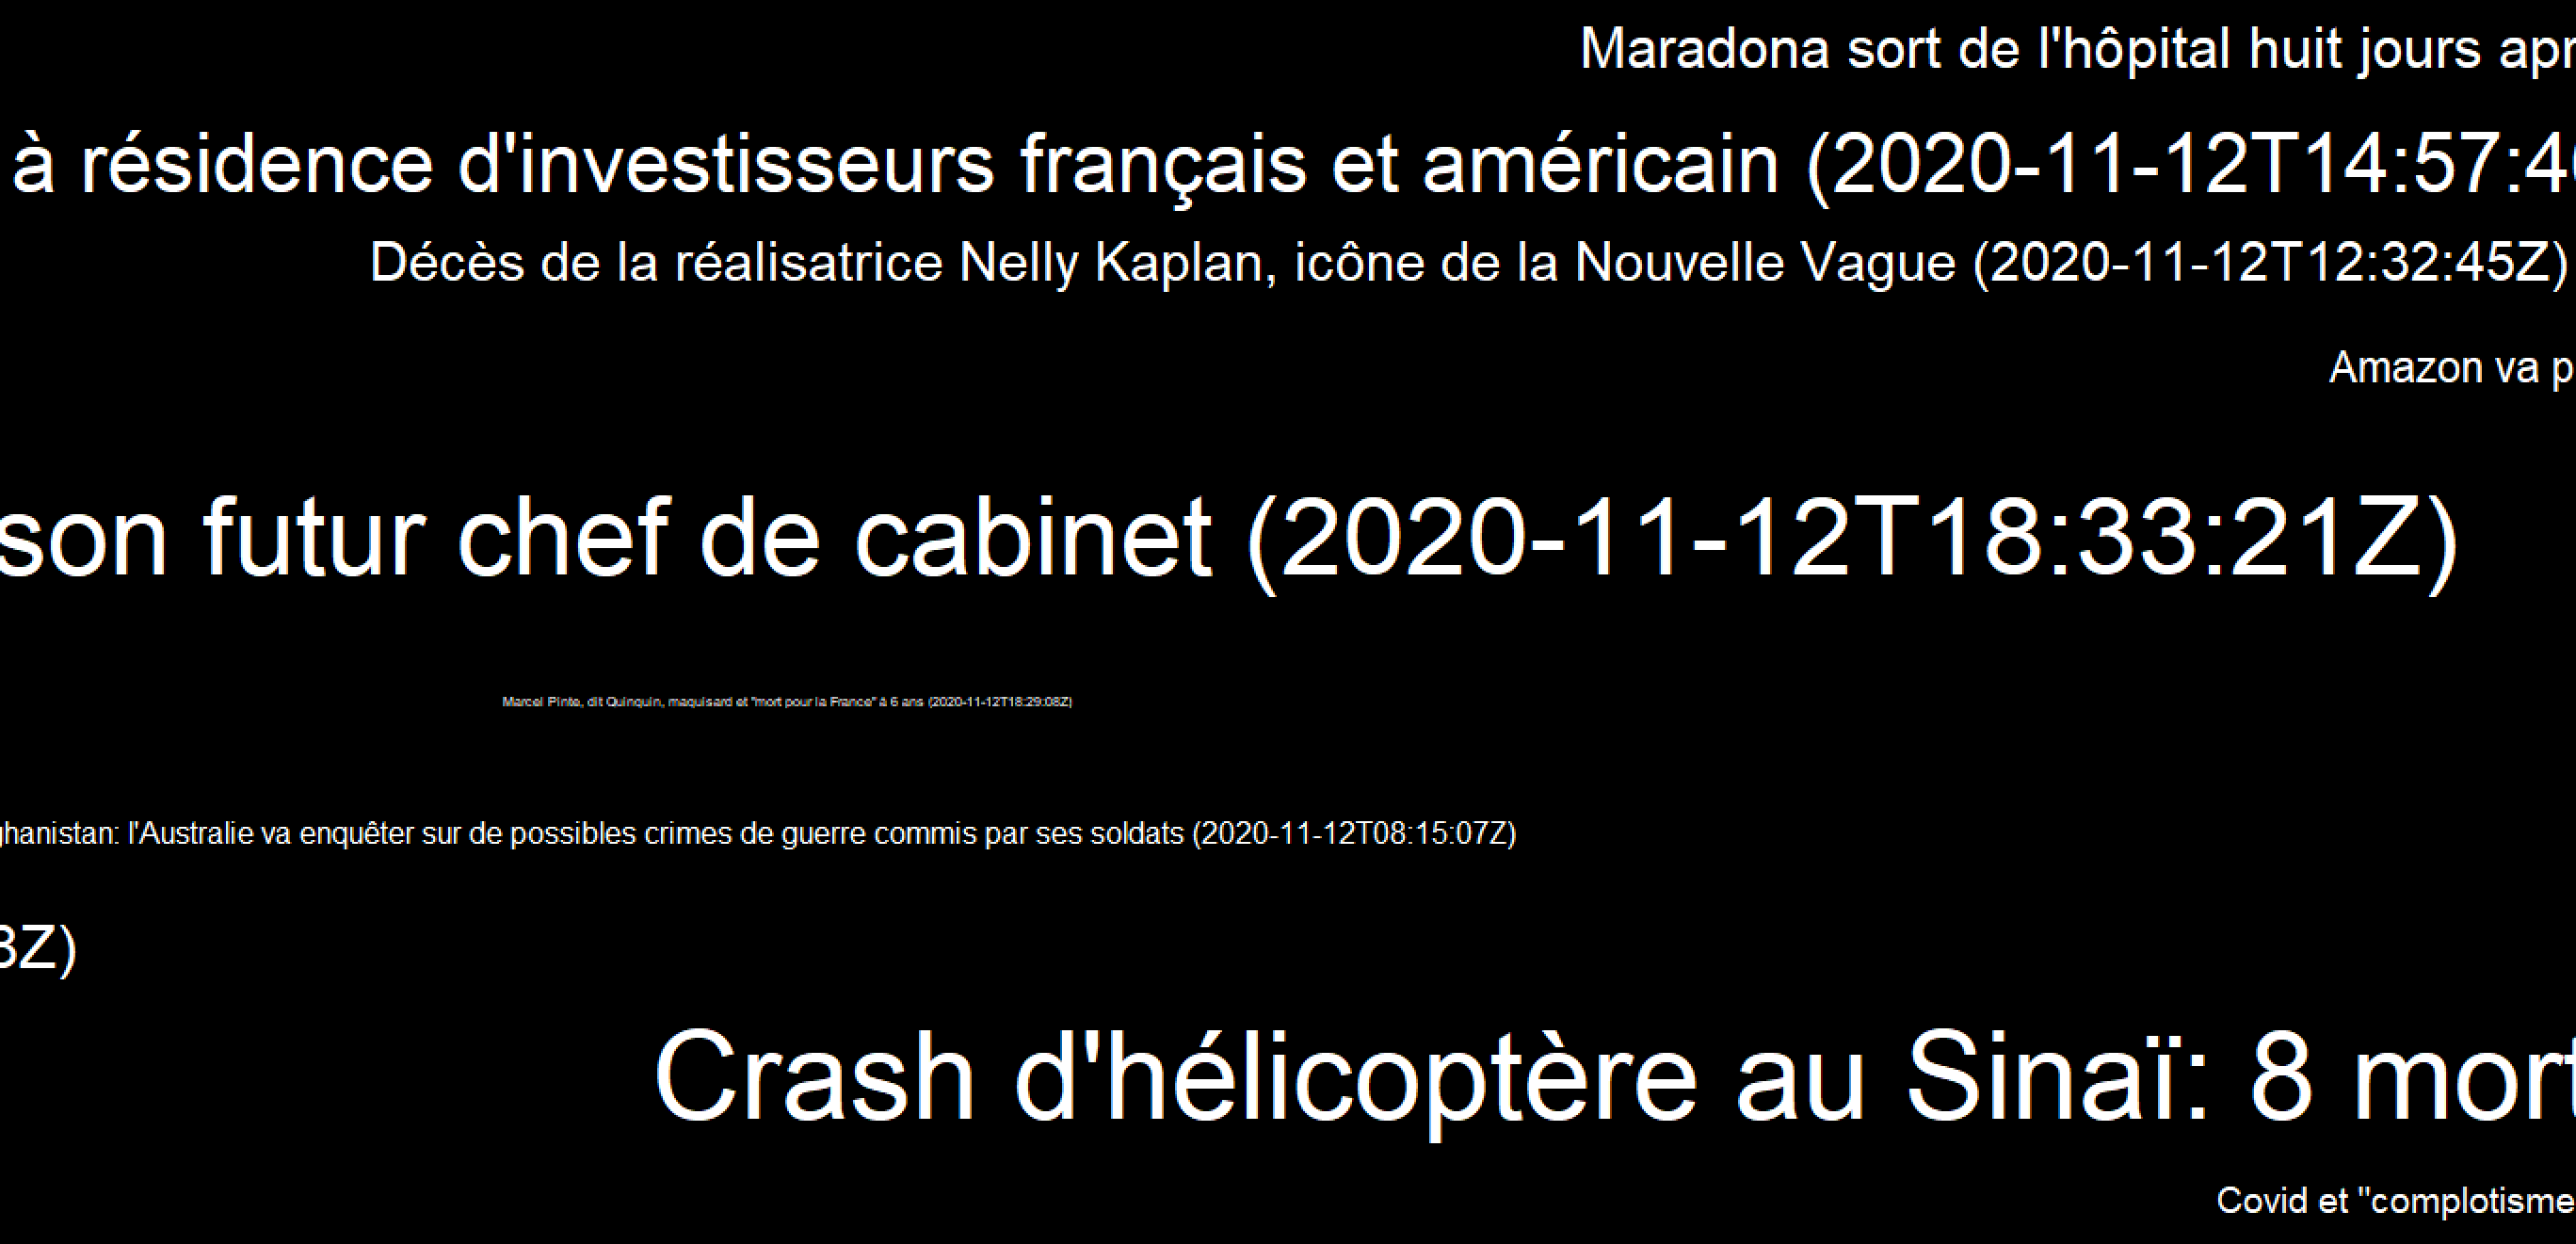 Maradona sort de l'hôpital huit jours apr
à résidence d'investisseurs français et américain (2020-11-12T14:57:46
Décès de la réalisatrice Nelly Kaplan, icône de la Nouvelle Vague (2020-11-12T12:32:45Z)
Amazon va p
son futur chef de cabinet (2020-11-12T18:33:21Z)
Marcel Pinte, dit Quinquin, maquisard et "mort pour la France" à 6 ans (2020-11-12T18:29:08Z)
ghanistan: l'Australie va enquêter sur de possibles crimes de guerre commis par ses soldats (2020-11-12T08:15:07Z)
3Z)
Crash d'hélicoptère au Sinaï: 8 mort
Covid et "complotisme